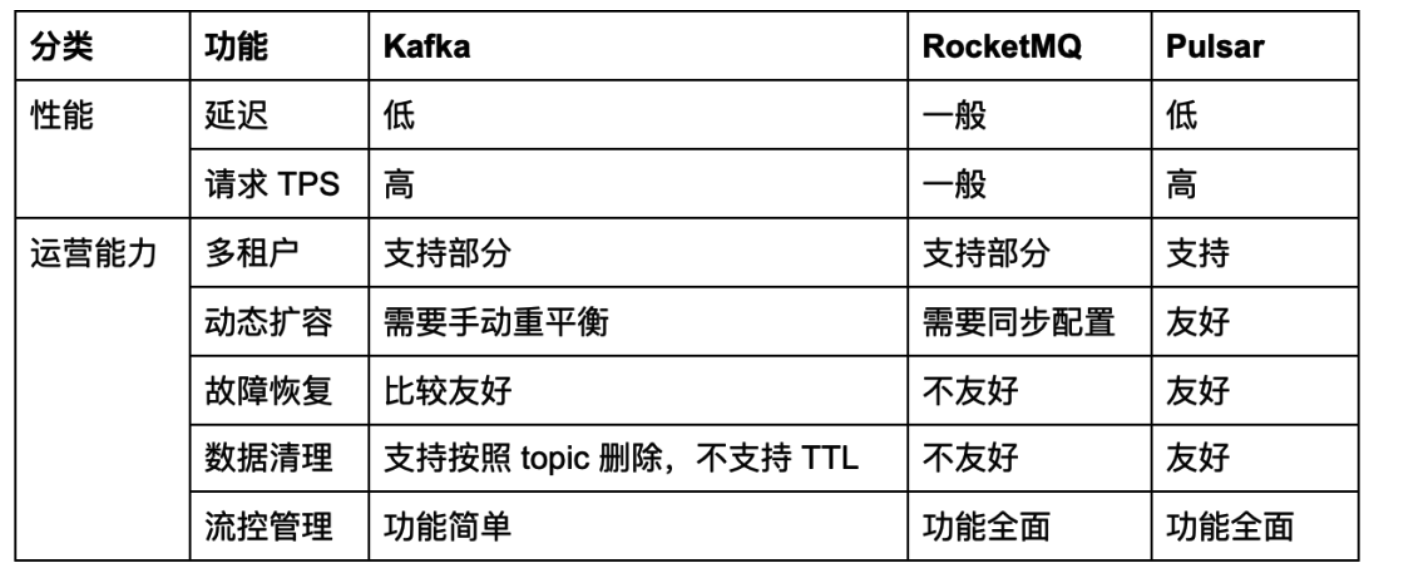 分类 功能 Kafka RocketMQ Pulsar
性能 延迟 低 一般 低
请求 TPS 高 一般 高
运营能力 多租户 支持部分 支持部分 支持
动态扩容 需要手动重平衡 需要同步配置 友好
故障恢复 比较友好 不友好 友好
数据清理 支持按照 topic 删除，不支持 TTL 不友好 友好
流控管理 功能简单 功能全面 功能全面